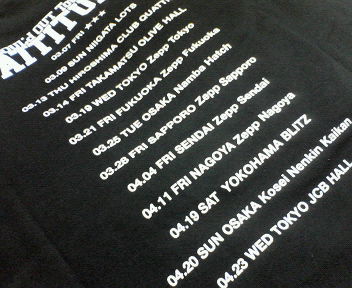 ATTITUDE
03.07 FRI ★★★
03.09 SUN NIIGATA LOTS
03.13 THU HIROSHIMA CLUB QUATTRO
03.14 FRI TAKAMATSU OLIVE HALL
03.19 WED TOKYO Zepp Tokyo
03.21 FRI FUKUOKA Zepp Fukuoka
03.25 TUE OSAKA Namba Hatch
03.28 FRI SAPPORO Zepp Sapporo
04.04 FRI SENDAI Zepp Sendai
04.11 FRI NAGOYA Zepp Nagoya
04.19 SAT YOKOHAMA BLITZ
04.20 SUN OSAKA Kosei Nenkin Kaikan
04.23 WED TOKYO JCB HALL